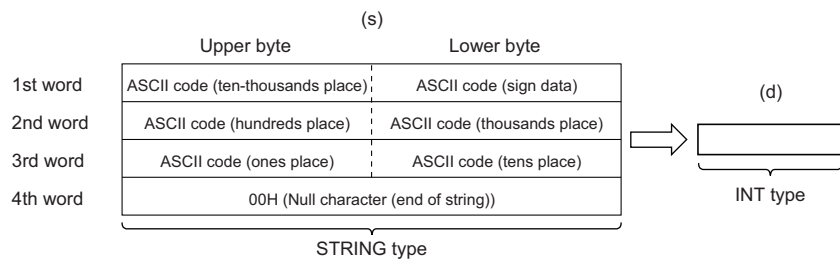 (s)
Upper byte Lower byte
1st word ASCII code (ten-thousands place) ASCII code (sign data)
(d)
2nd word ASCII code (hundreds place) ASCII code (thousands place)
3rd word ASCII code (ones place) ASCII code (tens place)
4th word 00H (Null character (end of string))
INT type
STRING type